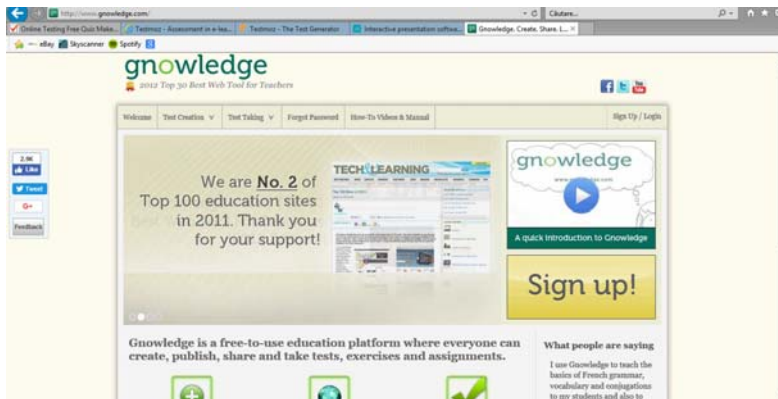 http://www.gnowledge.com/
Căutare...
Online Testing Free Quiz Make...
Testmoz - Assessment in e-lea...
Testmoz - The Test Generator
Interactive presentation softwa...
Gnowledge. Create. Share. L...
eBay
Skyscanner
Spotify
gnowledge
2012 Top 30 Best Web Tool for Teachers
Welcome
Test Creation
Test Taking
Forgot Password
How-To Videos & Manual
Sign Up / Login
2.9K
Like
Tweet
G+
Feedback
We are No. 2 of
Top 100 education sites
in 2011. Thank you
for your support!
TECH&LEARNING
gnowledge
A quick introduction to Gnowledge
Sign up!
Gnowledge is a free-to-use education platform where everyone can
create, publish, share and take tests, exercises and assignments.
What people are saying
I use Gnowledge to teach the
basics of French grammar,
vocabulary and conjugations
to my students and also to